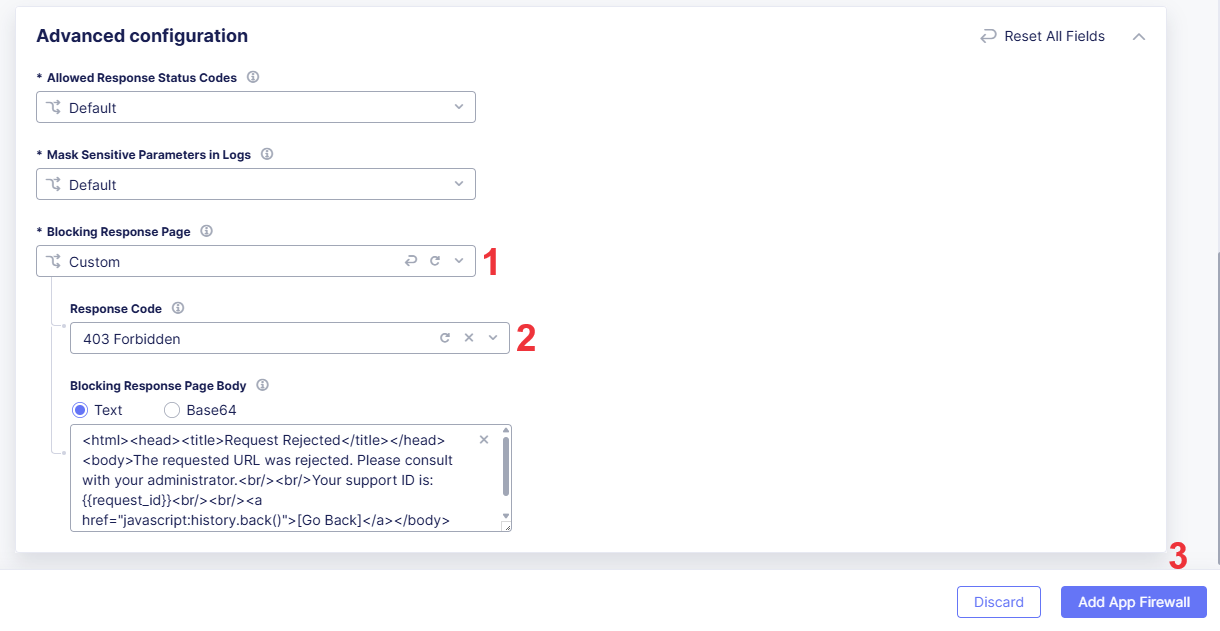 Advanced configuration
Reset All Fields
* Allowed Response Status Codes
Default
* Mask Sensitive Parameters in Logs
Default
* Blocking Response Page
Custom
1
Response Code
403 Forbidden
2
Blocking Response Page Body
Text
Base64
<html><head><title>Request Rejected</title></head>
<body>The requested URL was rejected. Please consult
with your administrator.<br/><br/>Your support ID is:
{{request_id}}<br/><br/><a
href="javascript:history.back()">[Go Back]</a></body>
3
Discard
Add App Firewall